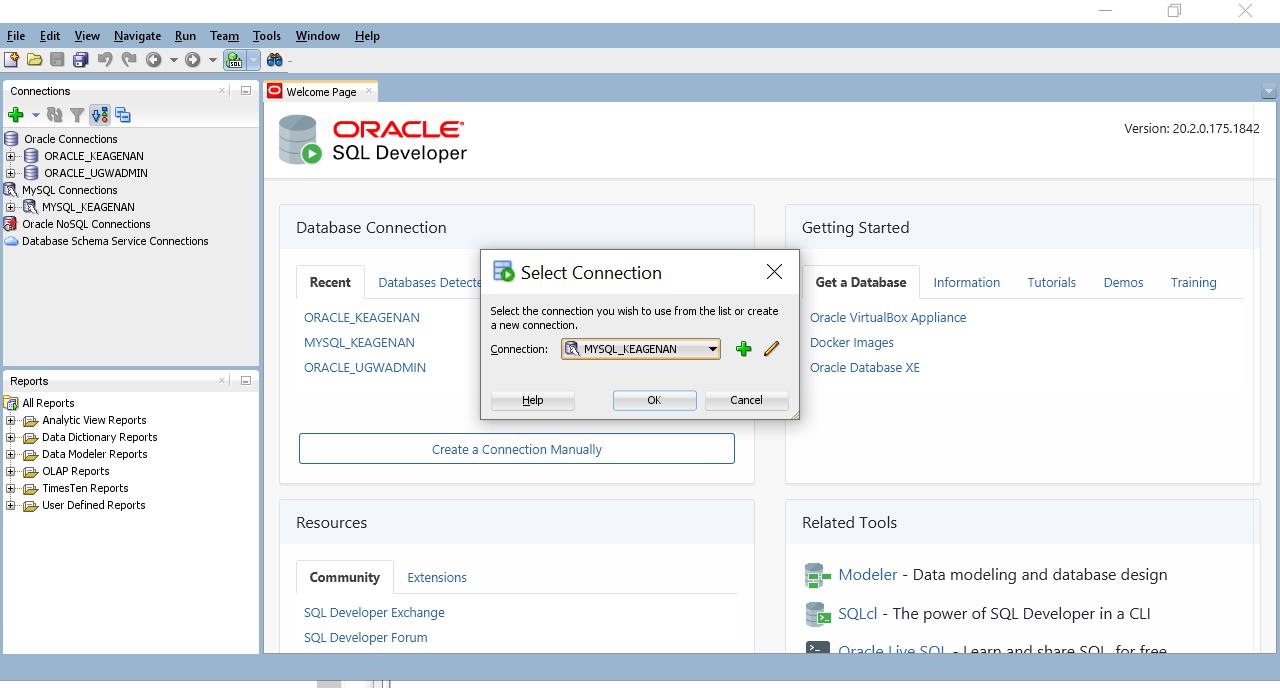 File Edit View Navigate Run Team Tools Window Help
Connections
Oracle Connections
ORACLE_KEAGENAN
ORACLE_UGWADMIN
MySQL Connections
MYSQL_KEAGENAN
Oracle NoSQL Connections
Database Schema Service Connections
Reports
All Reports
Analytic View Reports
Data Dictionary Reports
Data Modeler Reports
OLAP Reports
TimesTen Reports
User Defined Reports
Welcome Page
ORACLE
SQL Developer
Version: 20.2.0.175.1842
Database Connection
Recent Databases Detecte
ORACLE_KEAGENAN
MYSQL_KEAGENAN
ORACLE_UGWADMIN
Create a Connection Manually
Select Connection
Select the connection you wish to use from the list or create
a new connection.
Connection: MYSQL_KEAGENAN
Help OK Cancel
Getting Started
Get a Database Information Tutorials Demos Training
Oracle VirtualBox Appliance
Docker Images
Oracle Database XE
Resources
Community Extensions
SQL Developer Exchange
SQL Developer Forum
Related Tools
Modeler - Data modeling and database design
SQLcl - The power of SQL Developer in a CLI
Oracle Live SQL - Learn and share SQL, for free